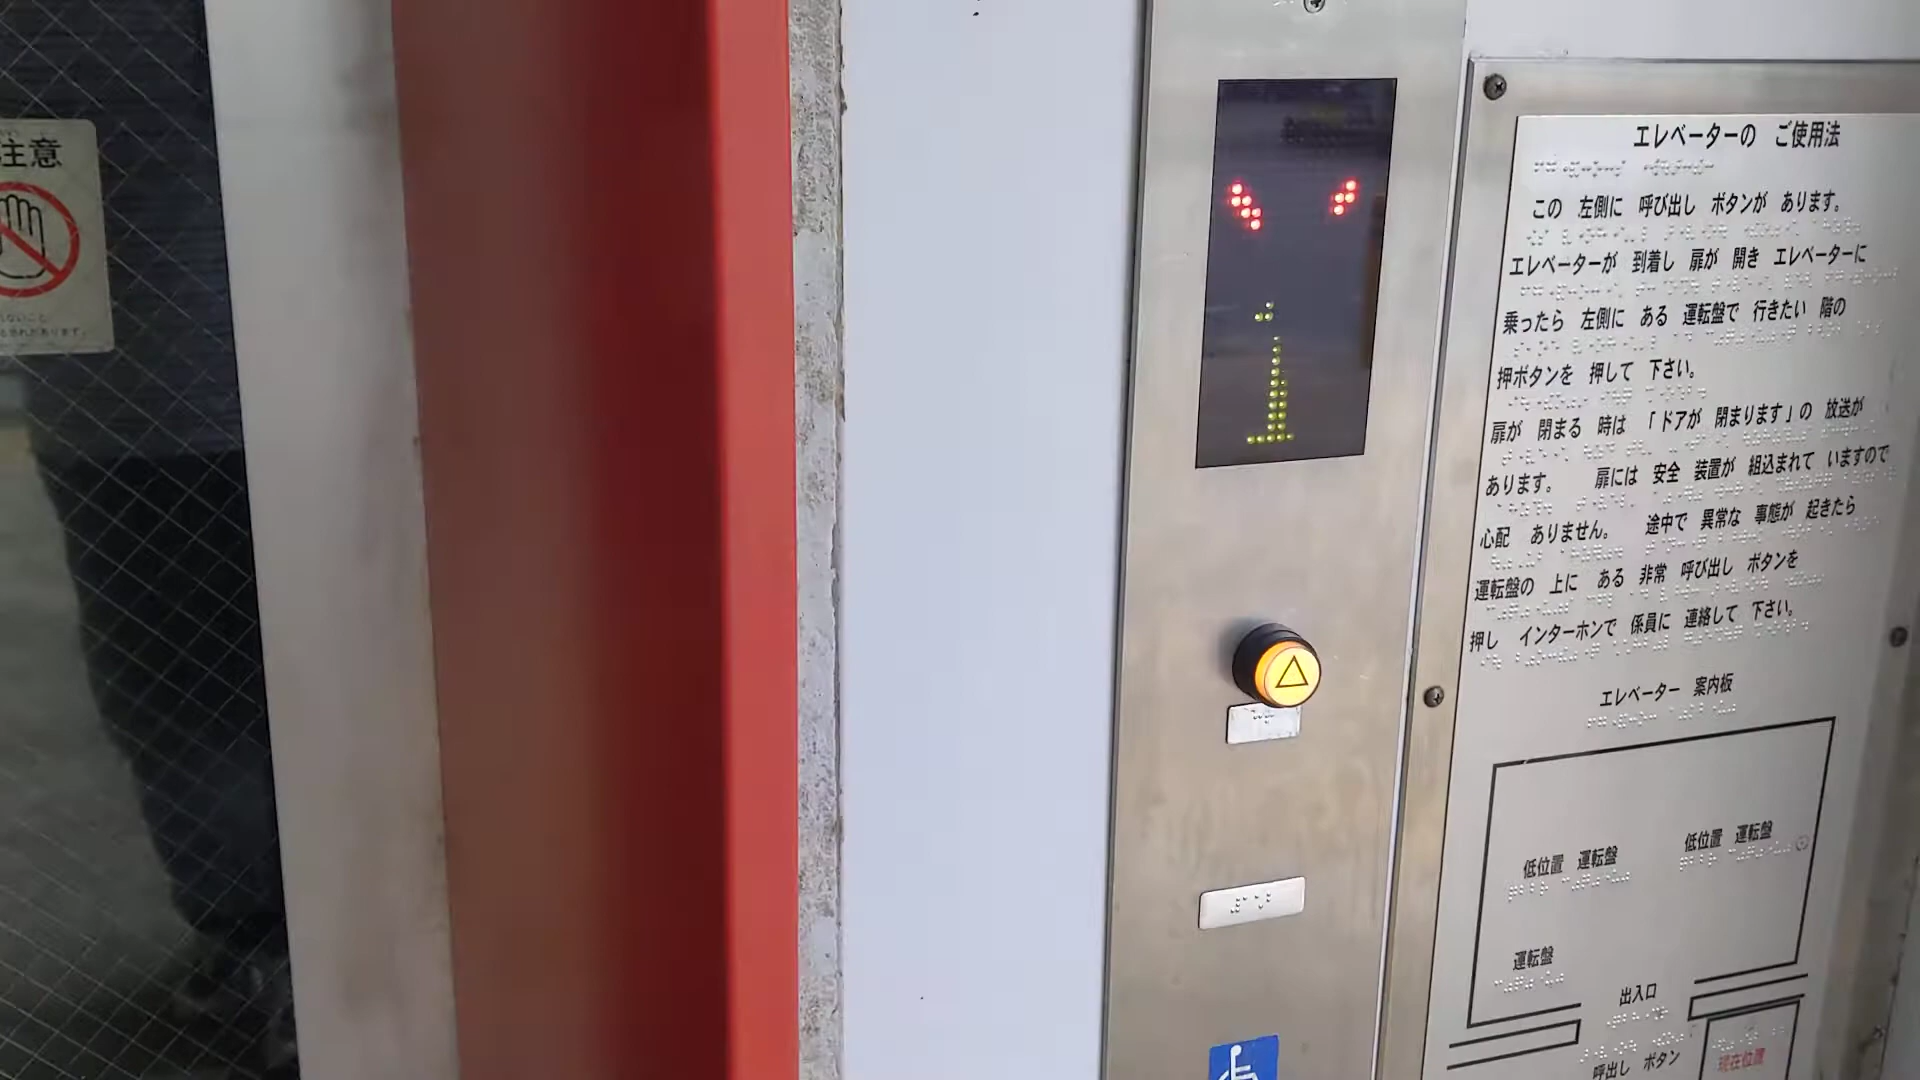 注意
エレベーターの ご使用法
この 左側に 呼び出し ボタンが あります。
エレベーターが 到着し 扉が 開き エレベーターに
乗ったら 左側に ある 運転盤で 行きたい 階の
押ボタンを 押して 下さい。
扉が 閉まる 時は 「ドアが 閉まります」の 放送が
あります。 扉には 安全 装置が 組込まれて いますので
心配 ありません。 途中で 異常な 事態が 起きたら
運転盤の 上に ある 非常 呼び出し ボタンを
押し インターホンで 係員に 連絡して 下さい。
エレベーター 案内板
低位置 運転盤
低位置 運転盤
運転盤
出入口
呼出し ボタン
現在位置